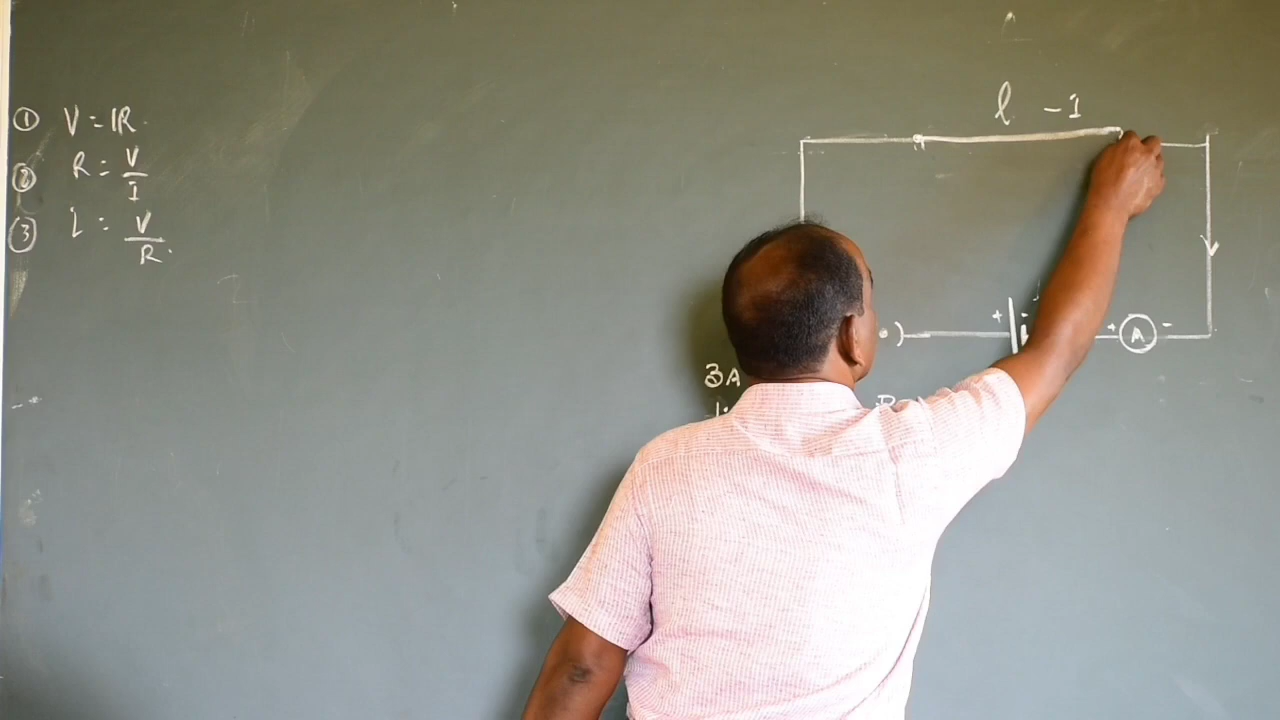 ① V = IR
② R = V/I
③ I = V/R
l - 1
+ -
+ A -
3A